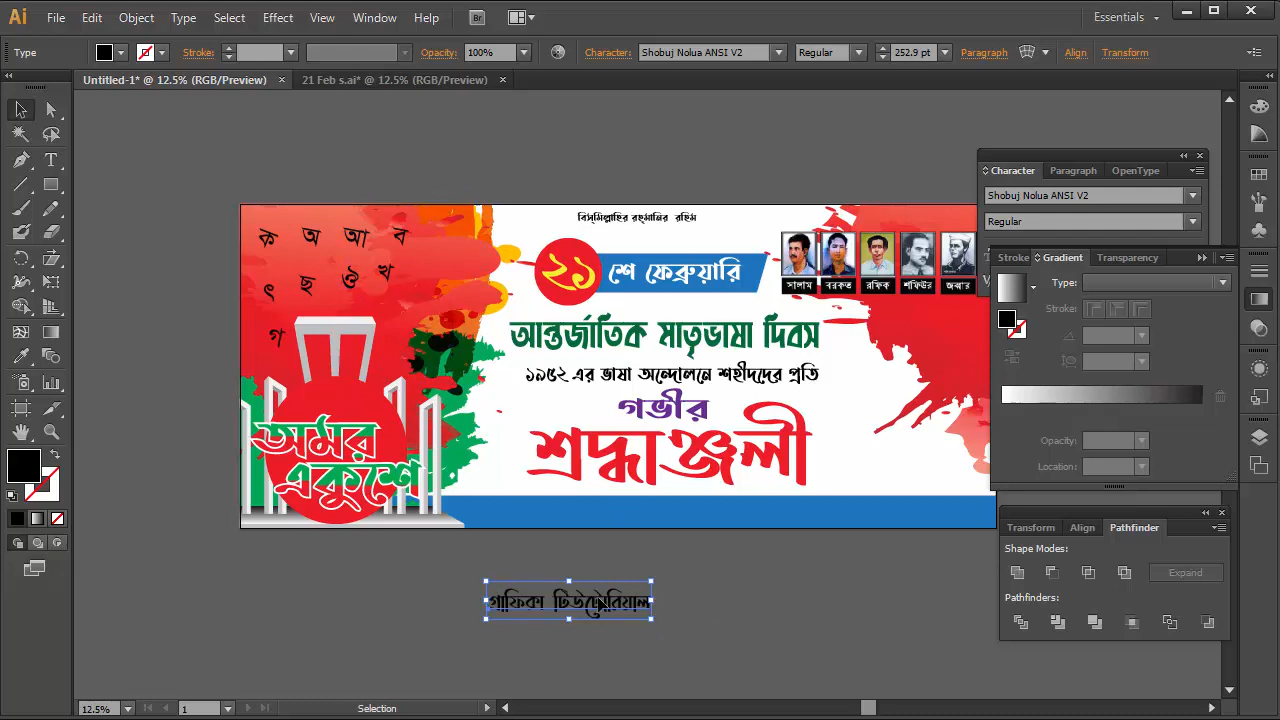 Ai File Edit Object Type Select Effect View Window Help Br Essentials
Type Stroke: Opacity: 100% Character: Shobuj Nolua ANSI V2 Regular 252.9 pt Paragraph Align Transform
Untitled-1* @ 12.5% (RGB/Preview) 21 Feb s.ai* @ 12.5% (RGB/Preview)
Character Paragraph OpenType
Shobuj Nolua ANSI V2
Regular
Stroke Gradient Transparency
Type:
Stroke:
Opacity:
Location:
Transform Align Pathfinder
Shape Modes:
Expand
Pathfinders:
বিস্‌মিল্লাহির রহ্‌মানির রহিম
ক অ আ ব
ৎ ছ ঔ খ
গ
২১ শে ফেব্রুয়ারি
সালাম বরকত রফিক শফিউর জব্বার
আন্তর্জাতিক মাতৃভাষা দিবস
১৯৫২ এর ভাষা অন্দোলনে শহীদদের প্রতি
গভীর
শ্রদ্ধাঞ্জলী
অমর
একুশে
টিউটোরিয়াল
12.5% 1 Selection